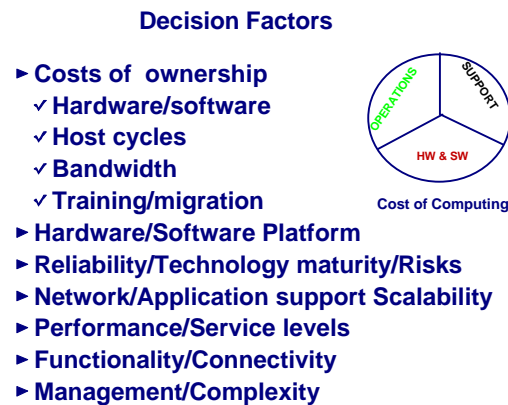 Decision Factors
► Costs of ownership
✓ Hardware/software
✓ Host cycles
✓ Bandwidth
✓ Training/migration
► Hardware/Software Platform
► Reliability/Technology maturity/Risks
► Network/Application support Scalability
► Performance/Service levels
► Functionality/Connectivity
► Management/Complexity
OPERATIONS
SUPPORT
HW & SW
Cost of Computing